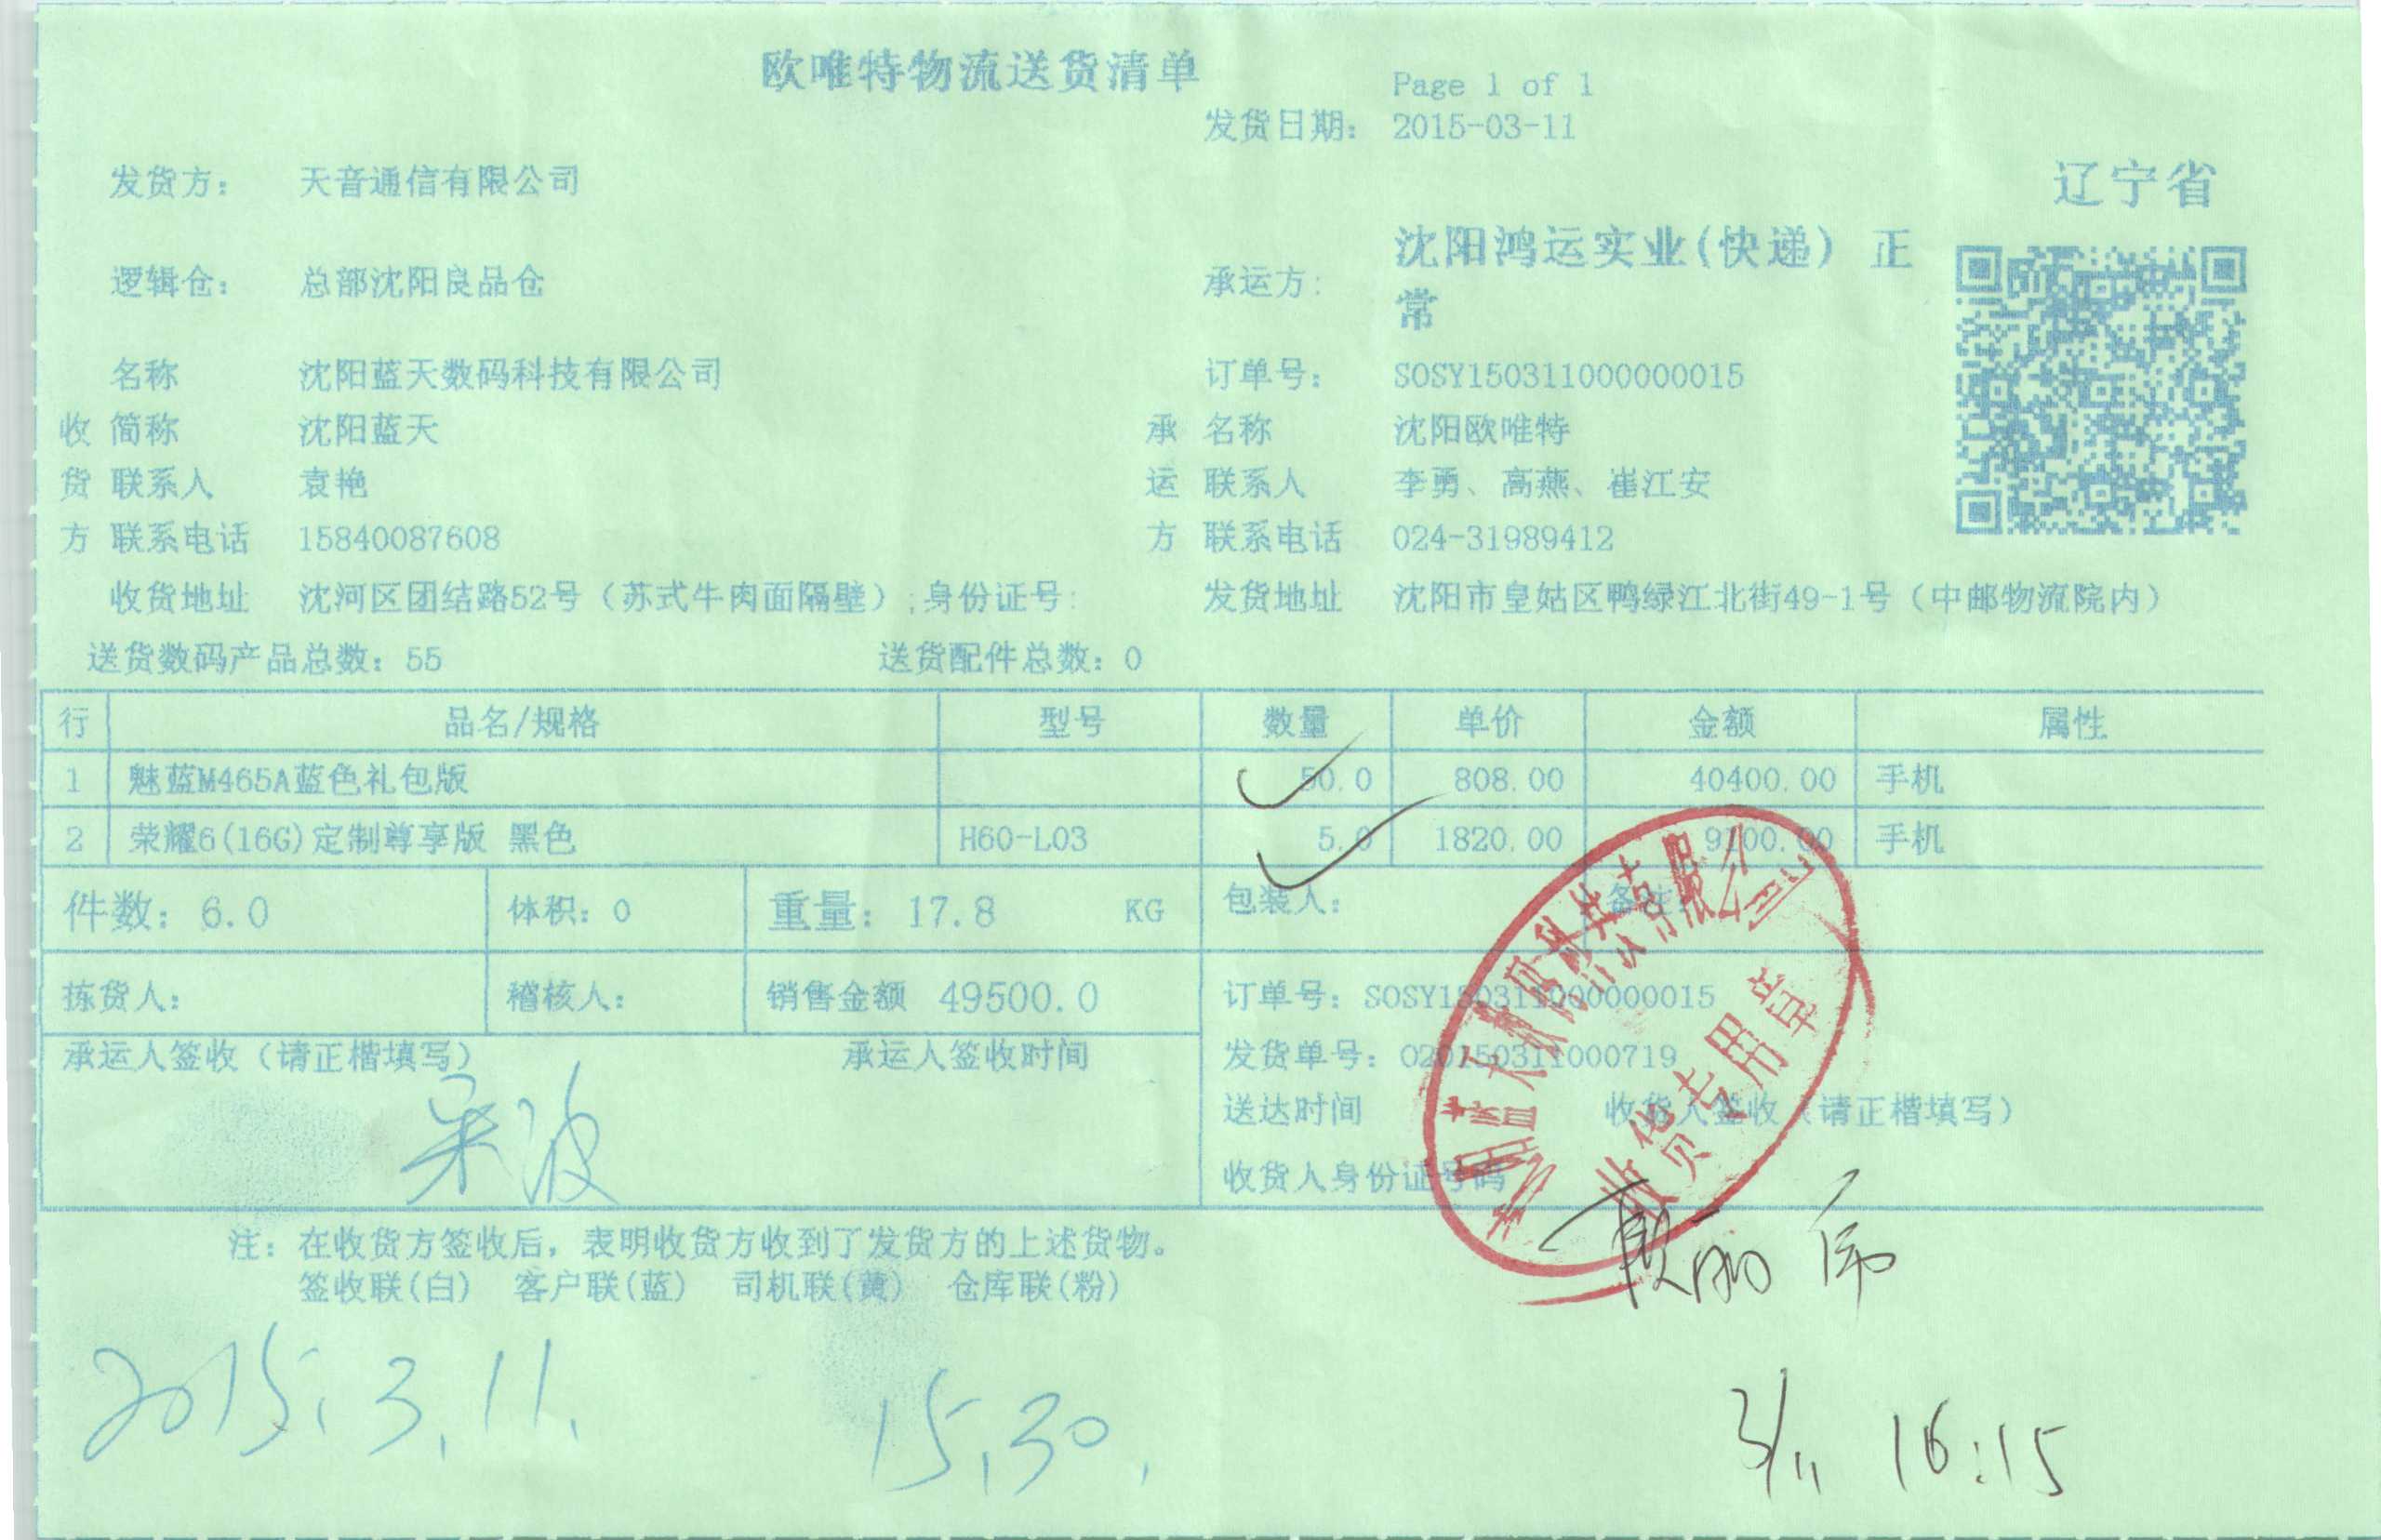 欧唯特物流送货清单
Page 1 of 1
发货日期: 2015-03-11
发货方: 天音通信有限公司
辽宁省
逻辑仓: 总部沈阳良品仓
承运方: 沈阳鸿运实业(快递) 正
常
名称 沈阳蓝天数码科技有限公司 订单号: SOSY150311000000015
收 简称 沈阳蓝天 承 名称 沈阳欧唯特
货 联系人 袁艳 运 联系人 李勇、高燕、崔江安
方 联系电话 15840087608 方 联系电话 024-31989412
收货地址 沈河区团结路52号（苏式牛肉面隔壁）;身份证号: 发货地址 沈阳市皇姑区鸭绿江北街49-1号（中邮物流院内）
送货数码产品总数: 55 送货配件总数: 0
行 品名/规格 型号 数量 单价 金额 属性
1 魅蓝M465A蓝色礼包版 50.0 808.00 40400.00 手机
2 荣耀6(16G)定制尊享版 黑色 H60-L03 5.0 1820.00 9100.00 手机
件数: 6.0 体积: 0 重量: 17.8 KG 包装人: 备注:
拣货人: 稽核人: 销售金额 49500.0 订单号: SOSY150311000000015
承运人签收（请正楷填写） 承运人签收时间 发货单号: O20150311000719
送达时间 收货人签收（请正楷填写）
收货人身份证号码
收货专用章
注: 在收货方签收后, 表明收货方收到了发货方的上述货物。
签收联(白) 客户联(蓝) 司机联(黄) 仓库联(粉)
2015.3.11. 15.30.
3/11 16:15